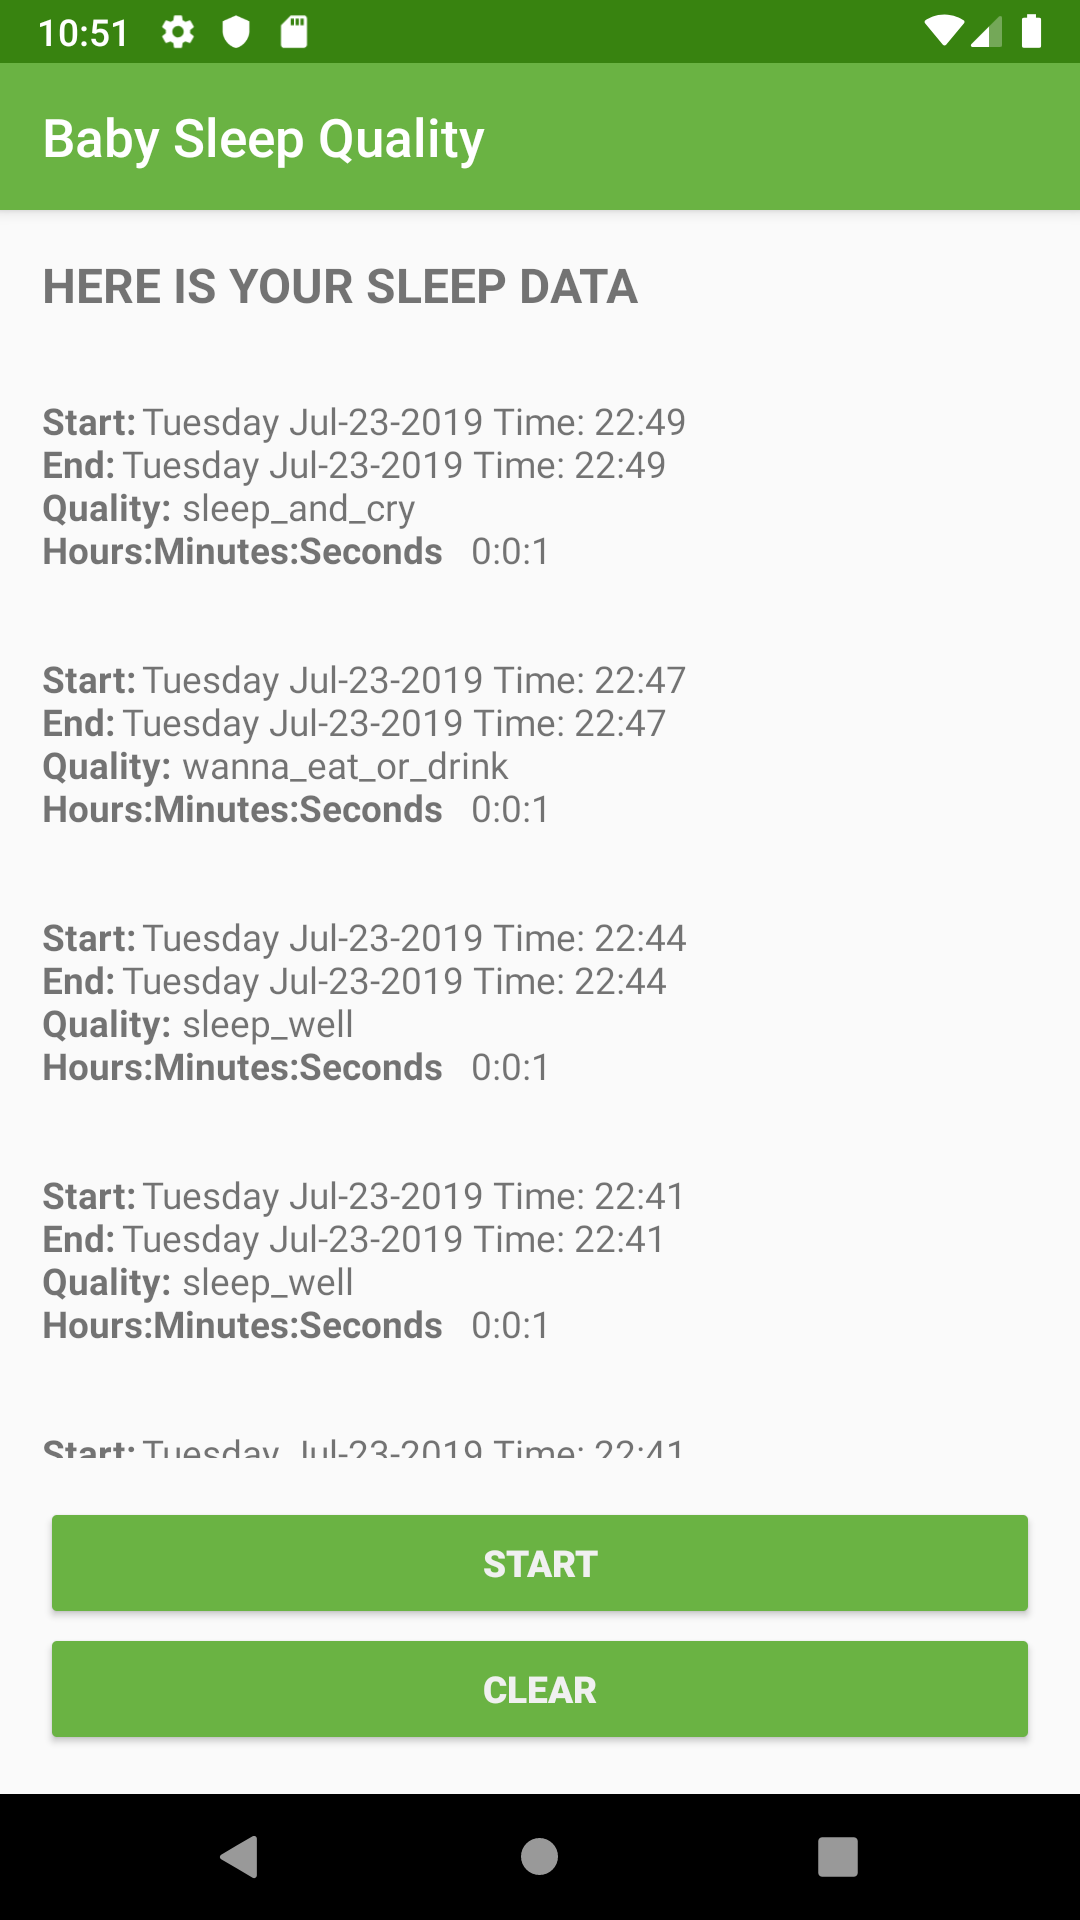 10:51
Baby Sleep Quality
HERE IS YOUR SLEEP DATA
Start: Tuesday Jul-23-2019 Time: 22:49
End: Tuesday Jul-23-2019 Time: 22:49
Quality: sleep_and_cry
Hours:Minutes:Seconds 0:0:1
Start: Tuesday Jul-23-2019 Time: 22:47
End: Tuesday Jul-23-2019 Time: 22:47
Quality: wanna_eat_or_drink
Hours:Minutes:Seconds 0:0:1
Start: Tuesday Jul-23-2019 Time: 22:44
End: Tuesday Jul-23-2019 Time: 22:44
Quality: sleep_well
Hours:Minutes:Seconds 0:0:1
Start: Tuesday Jul-23-2019 Time: 22:41
End: Tuesday Jul-23-2019 Time: 22:41
Quality: sleep_well
Hours:Minutes:Seconds 0:0:1
Start: Tuesday Jul-23-2019 Time: 22:41
START
CLEAR